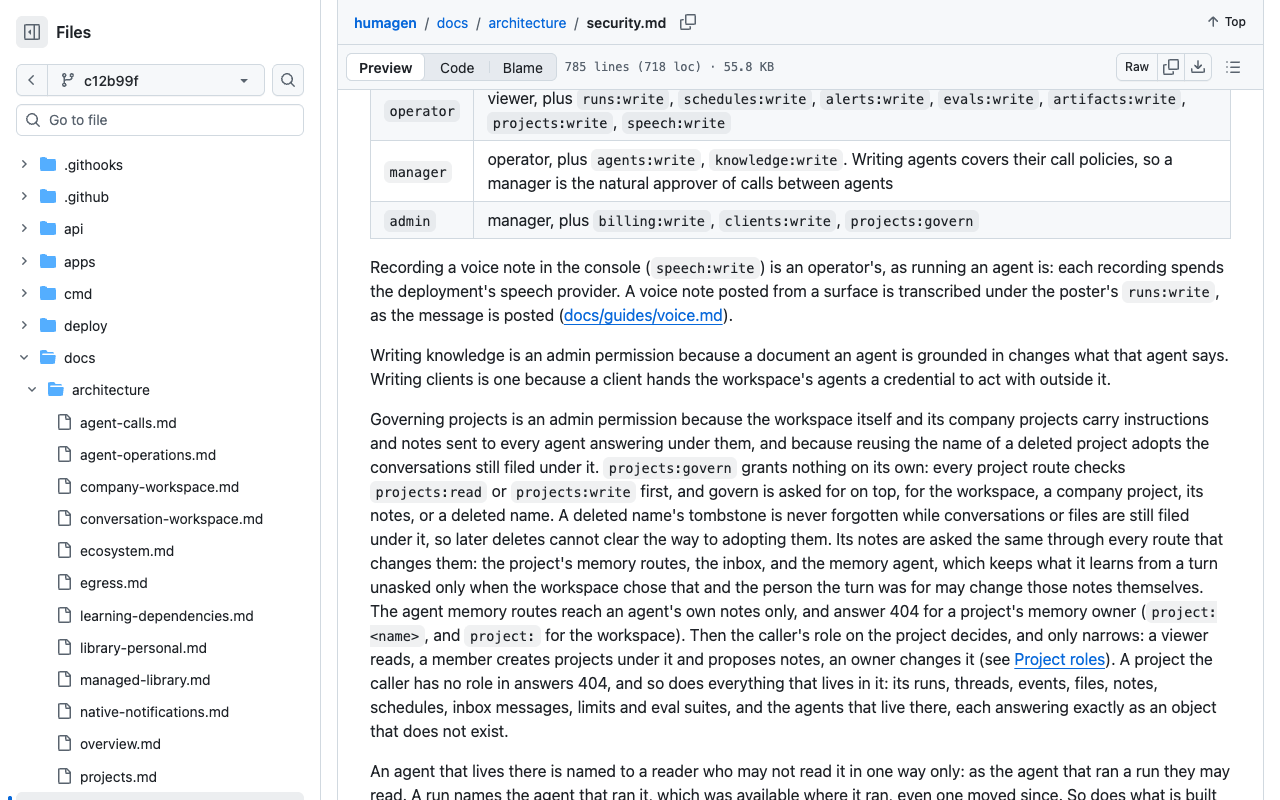 Files
humagen / docs / architecture / security.md
Top
c12b99f
Preview Code Blame 785 lines (718 loc) · 55.8 KB
Raw
Go to file
.githooks
.github
api
apps
cmd
deploy
docs
architecture
agent-calls.md
agent-operations.md
company-workspace.md
conversation-workspace.md
ecosystem.md
egress.md
learning-dependencies.md
library-personal.md
managed-library.md
native-notifications.md
overview.md
projects.md
operator
viewer, plus runs:write, schedules:write, alerts:write, evals:write, artifacts:write,
projects:write, speech:write
manager
operator, plus agents:write, knowledge:write. Writing agents covers their call policies, so a
manager is the natural approver of calls between agents
admin
manager, plus billing:write, clients:write, projects:govern
Recording a voice note in the console (speech:write) is an operator's, as running an agent is: each recording spends
the deployment's speech provider. A voice note posted from a surface is transcribed under the poster's runs:write,
as the message is posted (docs/guides/voice.md).
Writing knowledge is an admin permission because a document an agent is grounded in changes what that agent says.
Writing clients is one because a client hands the workspace's agents a credential to act with outside it.
Governing projects is an admin permission because the workspace itself and its company projects carry instructions
and notes sent to every agent answering under them, and because reusing the name of a deleted project adopts the
conversations still filed under it. projects:govern grants nothing on its own: every project route checks
projects:read or projects:write first, and govern is asked for on top, for the workspace, a company project, its
notes, or a deleted name. A deleted name's tombstone is never forgotten while conversations or files are still filed
under it, so later deletes cannot clear the way to adopting them. Its notes are asked the same through every route that
changes them: the project's memory routes, the inbox, and the memory agent, which keeps what it learns from a turn
unasked only when the workspace chose that and the person the turn was for may change those notes themselves.
The agent memory routes reach an agent's own notes only, and answer 404 for a project's memory owner (project:
<name>, and project: for the workspace). Then the caller's role on the project decides, and only narrows: a viewer
reads, a member creates projects under it and proposes notes, an owner changes it (see Project roles). A project the
caller has no role in answers 404, and so does everything that lives in it: its runs, threads, events, files, notes,
schedules, inbox messages, limits and eval suites, and the agents that live there, each answering exactly as an object
that does not exist.
An agent that lives there is named to a reader who may not read it in one way only: as the agent that ran a run they may
read. A run names the agent that ran it, which was available where it ran, even one moved since. So does what is built